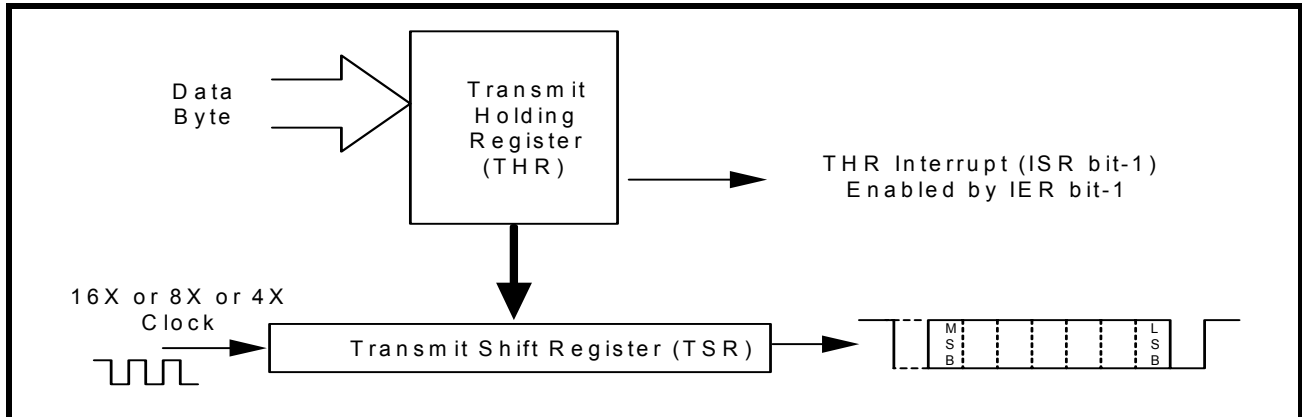 Data
Byte
Transmit
Holding
Register
(THR)
THR Interrupt (ISR bit-1)
Enabled by IER bit-1
16X or 8X or 4X
Clock
Transmit Shift Register (TSR)
M
S
B
L
S
B